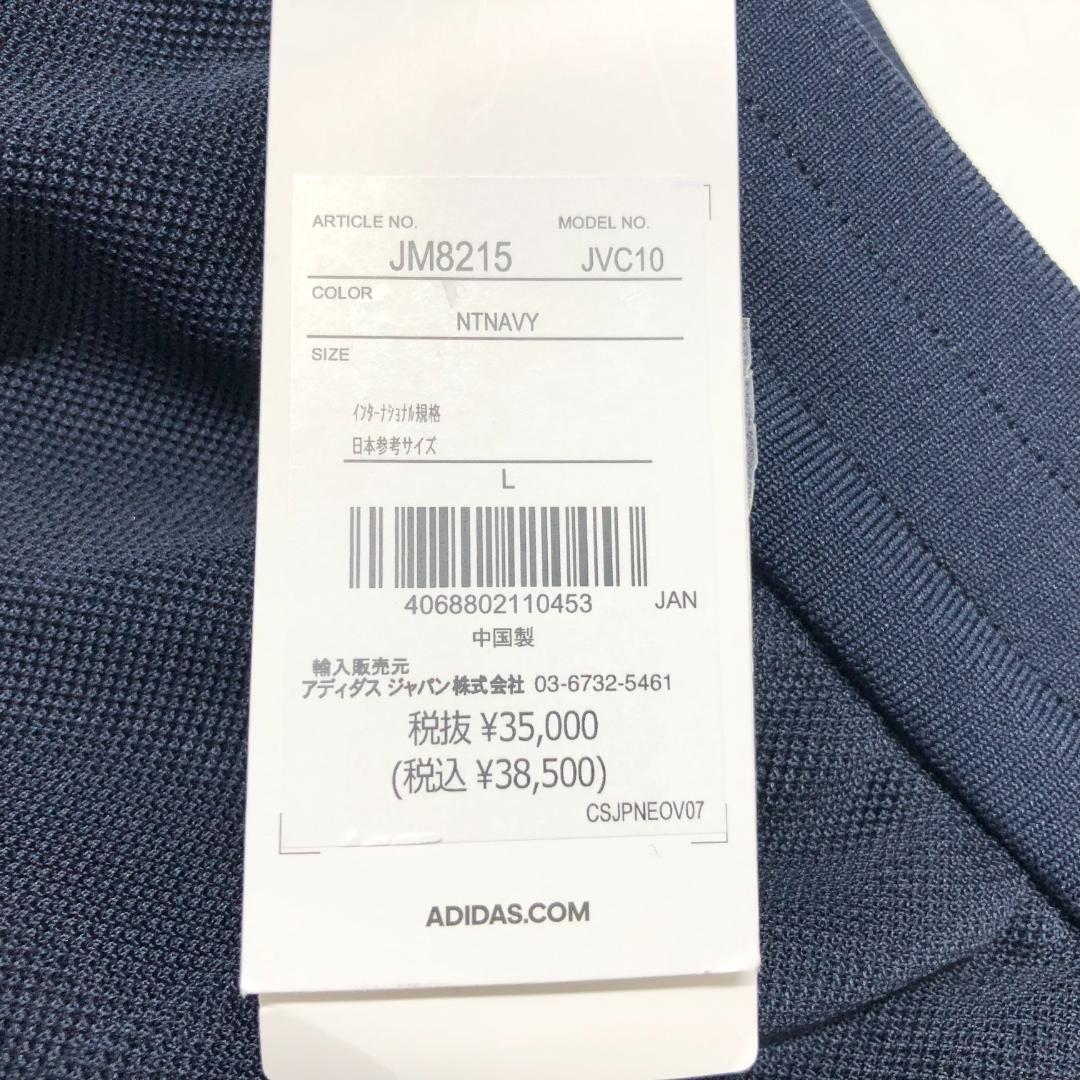 ARTICLE NO. MODEL NO.
JM8215 JVC10
COLOR
NTNAVY
SIZE
インターナショナル規格
日本参考サイズ
L
4068802110453 JAN
中国製
輸入販売元
アディダス ジャパン株式会社 03-6732-5461
税抜 ¥35,000
(税込 ¥38,500)
CSJPNEOV07
ADIDAS.COM